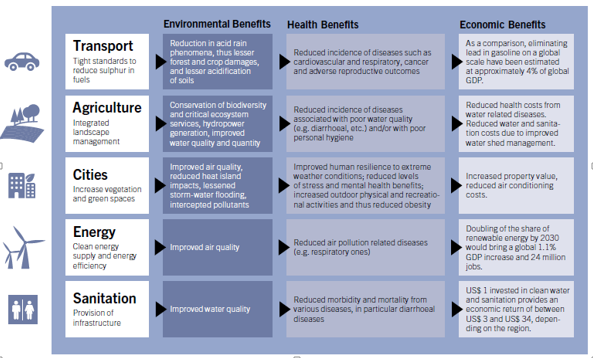 Environmental Benefits
Health Benefits
Economic Benefits
Transport
Tight standards to
reduce sulphur in
fuels
Reduction in acid rain
phenomena, thus lesser
forest and crop damages,
and lesser acidification
of soils
Reduced incidence of diseases such as
cardiovascular and respiratory, cancer
and adverse reproductive outcomes
As a comparison, eliminating
lead in gasoline on a global
scale have been estimated
at approximately 4% of global
GDP.
Agriculture
Integrated
landscape
management
Conservation of biodiversity
and critical ecosystem
services, hydropower
generation, improved
water quality and quantity
Reduced incidence of diseases
associated with poor water quality
(e.g. diarrhoeal, etc.) and/or with poor
personal hygiene
Reduced health costs from
water related diseases.
Reduced water and sanita-
tion costs due to improved
water shed management.
Cities
Increase vegetation
and green spaces
Improved air quality,
reduced heat island
impacts, lessened
storm-water flooding,
intercepted pollutants
Improved human resilience to extreme
weather conditions; reduced levels
of stress and mental health benefits;
increased outdoor physical and recreatio-
nal activities and thus reduced obesity
Increased property value,
reduced air conditioning
costs.
Energy
Clean energy
supply and energy
efficiency
Improved air quality
Reduced air pollution related diseases
(e.g. respiratory ones)
Doubling of the share of
renewable energy by 2030
would bring a global 1.1%
GDP increase and 24 million
jobs.
Sanitation
Provision of
infrastructure
Improved water quality
Reduced morbidity and mortality from
various diseases, in particular diarrhoeal
diseases
US$ 1 invested in clean water
and sanitation provides an
economic return of between
US$ 3 and US$ 34, depen-
ding on the region.